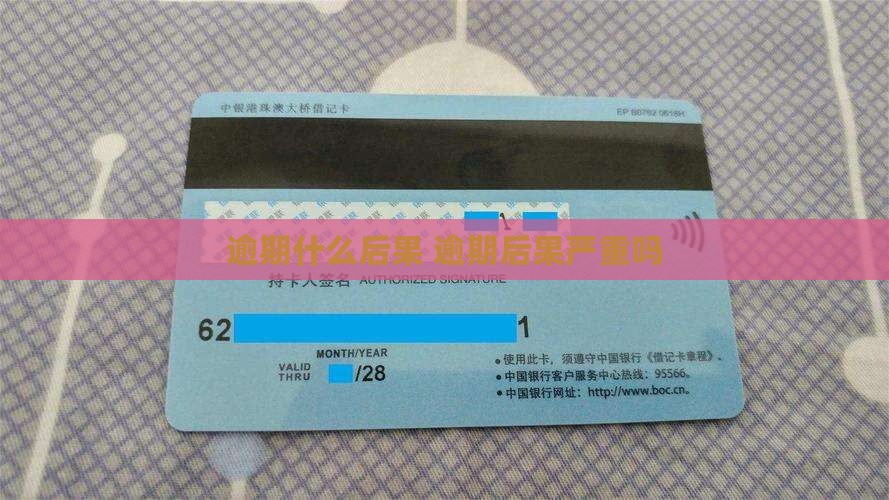 中银港珠澳大桥借记卡 EP B0762 0618H
1
逾期什么后果 逾期后果严重吗
持卡人签名 AUTHORIZED SIGNATURE
62 1
MONTH/YEAR
VALID THRU /28
使用此卡，须遵守中国银行《借记卡章程》。
中国银行客户服务中心热线：95566。
中国银行网址：http://www.boc.cn。